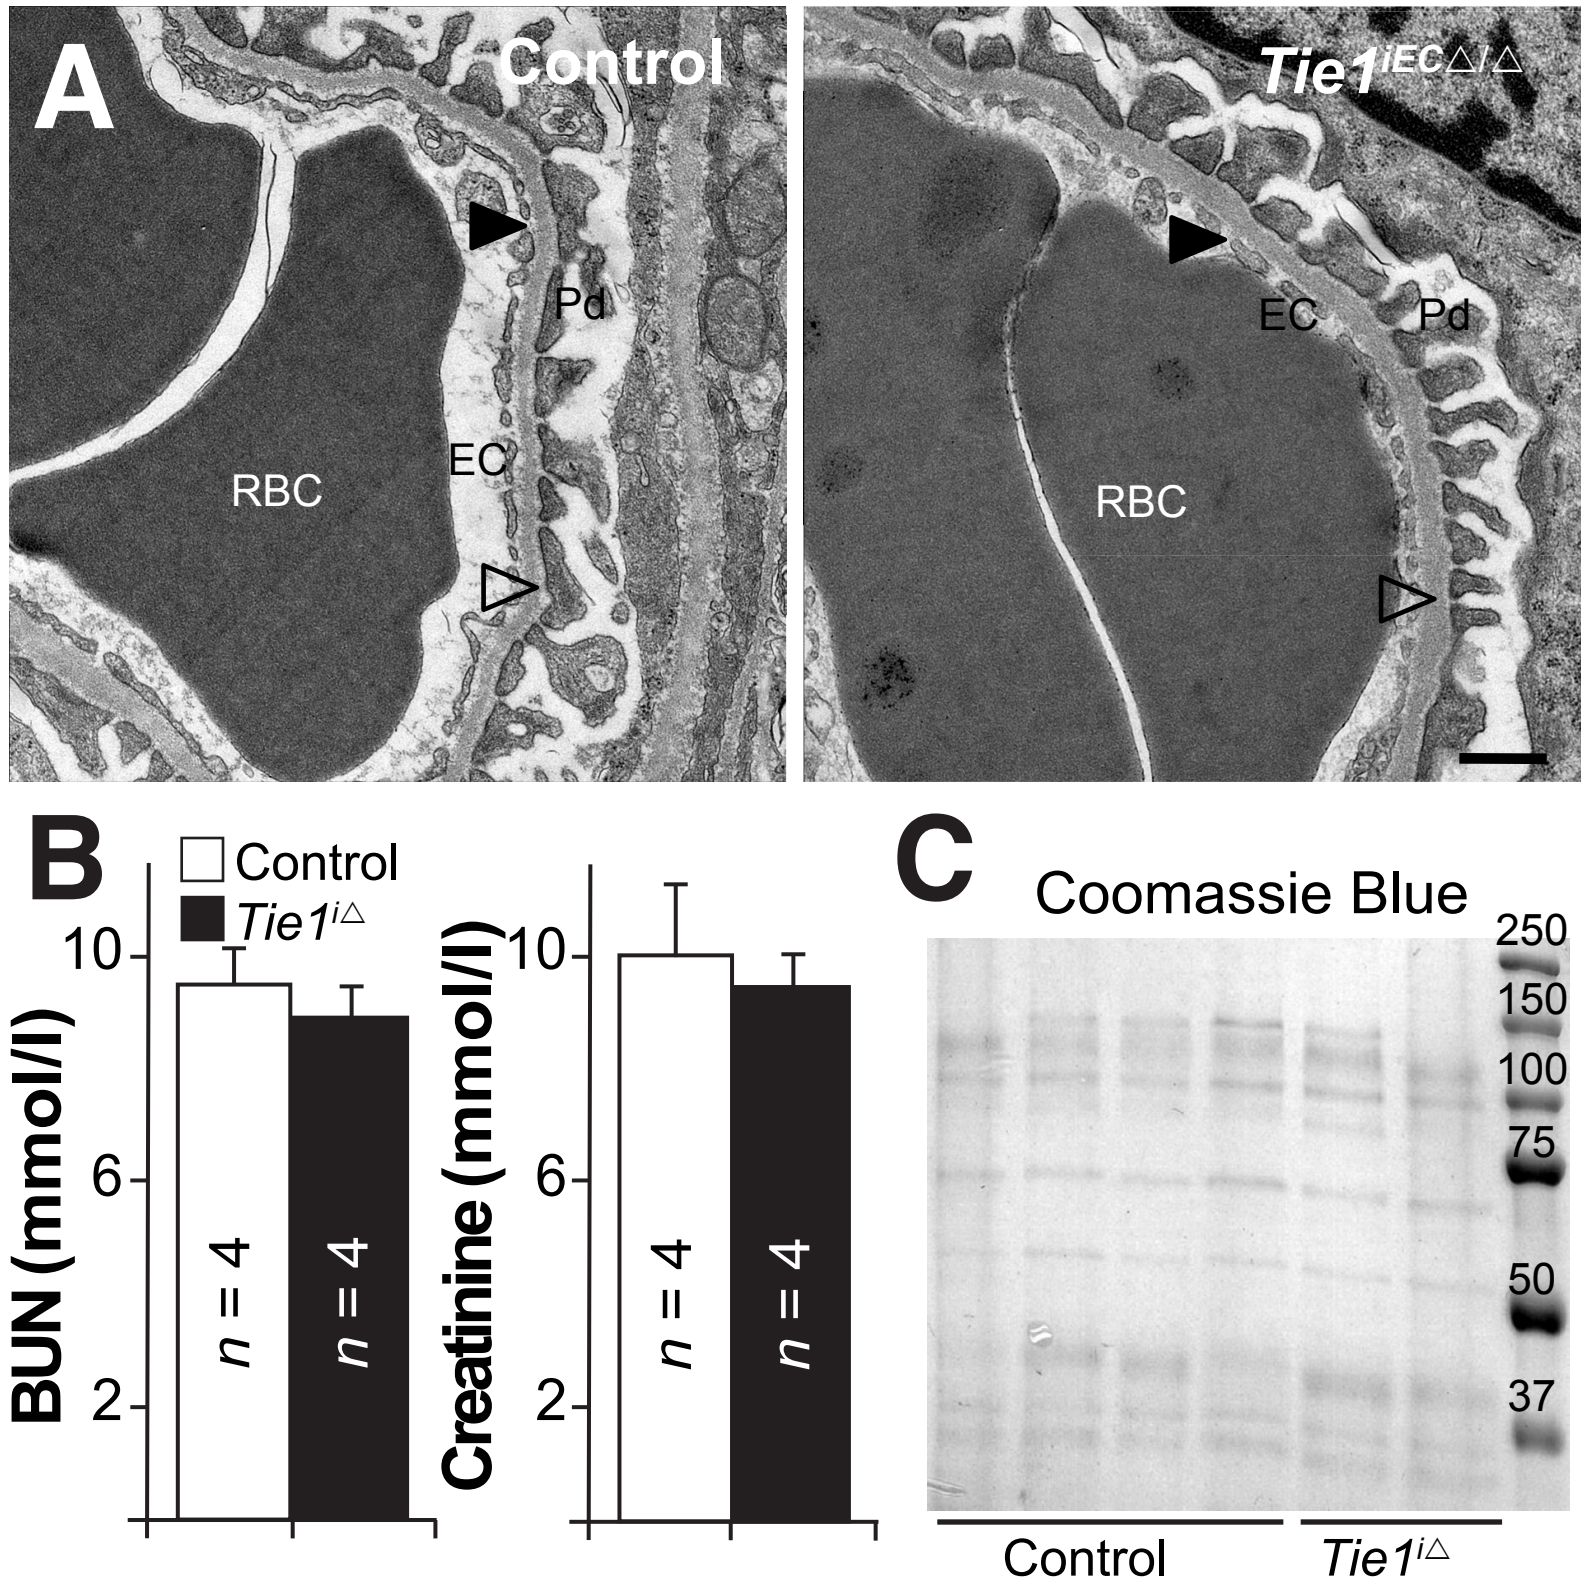 A
Control
Tie1iEC△/△
Pd
EC
RBC
EC
Pd
RBC
B
Control
Tie1i△
BUN (mmol/l)
10
6
2
n = 4
n = 4
Creatinine (mmol/l)
10
6
2
n = 4
n = 4
C
Coomassie Blue
250
150
100
75
50
37
Control
Tie1i△